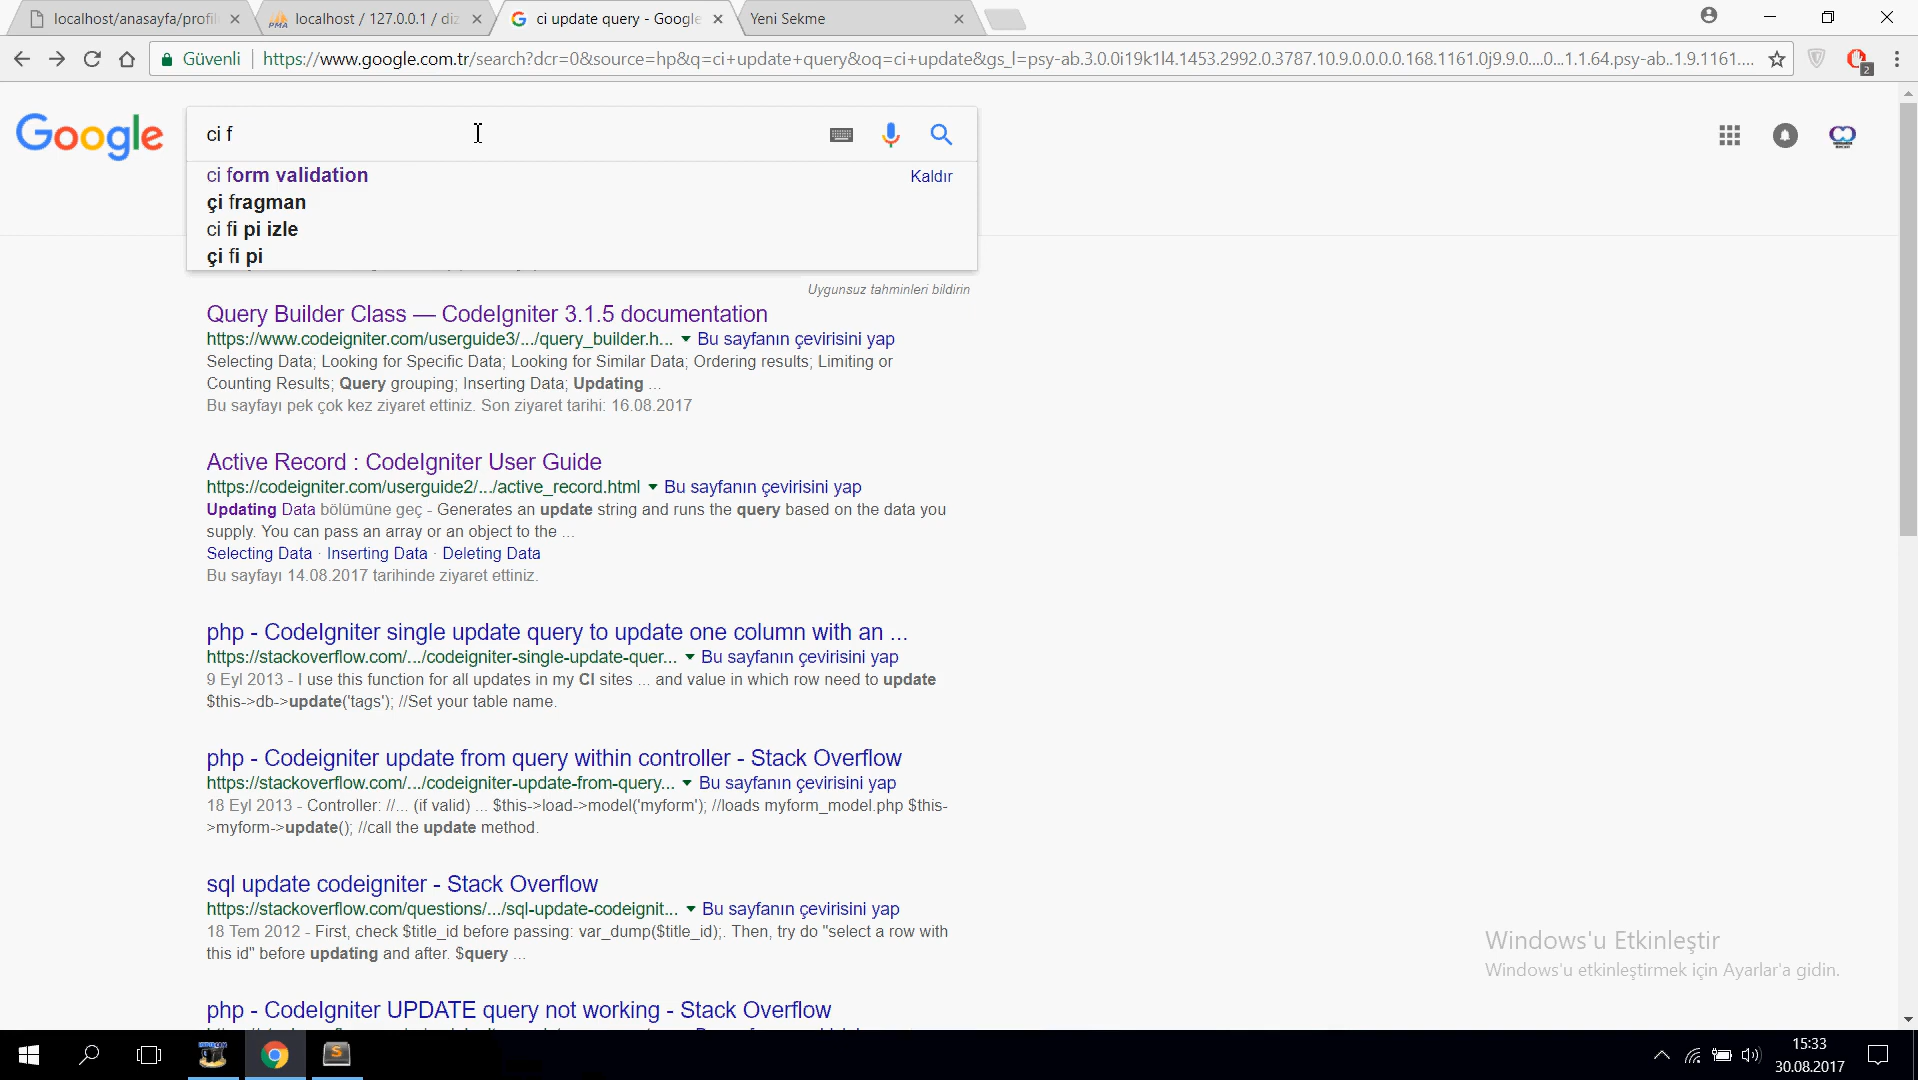 localhost/anasayfa/profil
localhost / 127.0.0.1 / diz
ci update query - Google
Yeni Sekme
Güvenli
https://www.google.com.tr/search?dcr=0&source=hp&q=ci+update+query&oq=ci+update&gs_l=psy-ab.3.0.0i19k1l4.1453.2992.0.3787.10.9.0.0.0.0.168.1161.0j9.9.0....0...1.1.64.psy-ab..1.9.1161....
2
Google
ci f
ci form validation
Kaldır
çi fragman
ci fi pi izle
çi fi pi
Uygunsuz tahminleri bildirin
Query Builder Class — CodeIgniter 3.1.5 documentation
https://www.codeigniter.com/userguide3/.../query_builder.h... Bu sayfanın çevirisini yap
Selecting Data; Looking for Specific Data; Looking for Similar Data; Ordering results; Limiting or
Counting Results; Query grouping; Inserting Data; Updating ...
Bu sayfayı pek çok kez ziyaret ettiniz. Son ziyaret tarihi: 16.08.2017
Active Record : CodeIgniter User Guide
https://codeigniter.com/userguide2/.../active_record.html Bu sayfanın çevirisini yap
Updating Data bölümüne geç - Generates an update string and runs the query based on the data you
supply. You can pass an array or an object to the ...
Selecting Data · Inserting Data · Deleting Data
Bu sayfayı 14.08.2017 tarihinde ziyaret ettiniz.
php - CodeIgniter single update query to update one column with an ...
https://stackoverflow.com/.../codeigniter-single-update-quer... Bu sayfanın çevirisini yap
9 Eyl 2013 - I use this function for all updates in my CI sites ... and value in which row need to update
$this->db->update('tags'); //Set your table name.
php - Codeigniter update from query within controller - Stack Overflow
https://stackoverflow.com/.../codeigniter-update-from-query... Bu sayfanın çevirisini yap
18 Eyl 2013 - Controller: //... (if valid) ... $this->load->model('myform'); //loads myform_model.php $this-
>myform->update(); //call the update method.
sql update codeigniter - Stack Overflow
https://stackoverflow.com/questions/.../sql-update-codeignit... Bu sayfanın çevirisini yap
18 Tem 2012 - First, check $title_id before passing: var_dump($title_id);. Then, try do "select a row with
this id" before updating and after. $query ...
php - CodeIgniter UPDATE query not working - Stack Overflow
Windows'u Etkinleştir
Windows'u etkinleştirmek için Ayarlar'a gidin.
15:33
30.08.2017